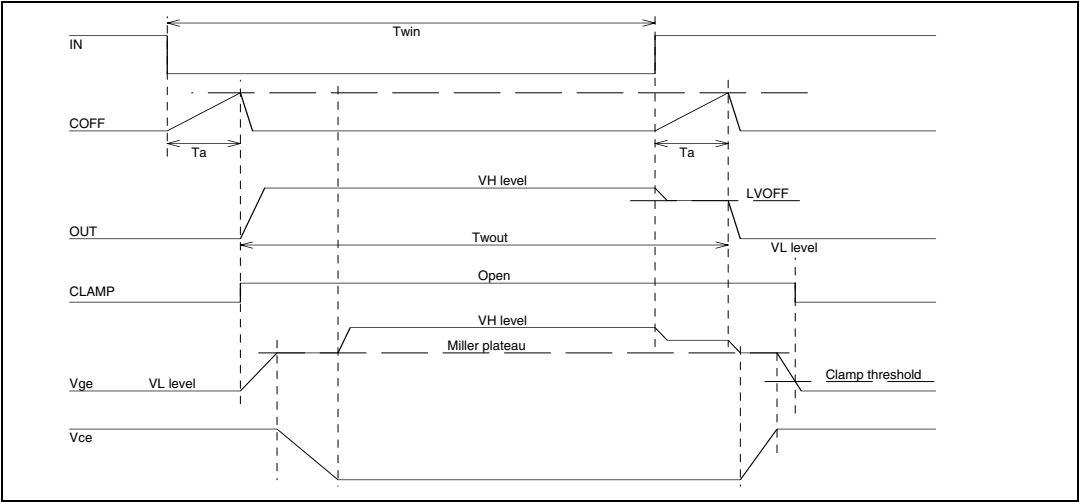 Twin
IN
COFF
Ta
Ta
VH level
LVOFF
OUT
Twout
VL level
Open
CLAMP
VH level
Miller plateau
Clamp threshold
Vge VL level
Vce